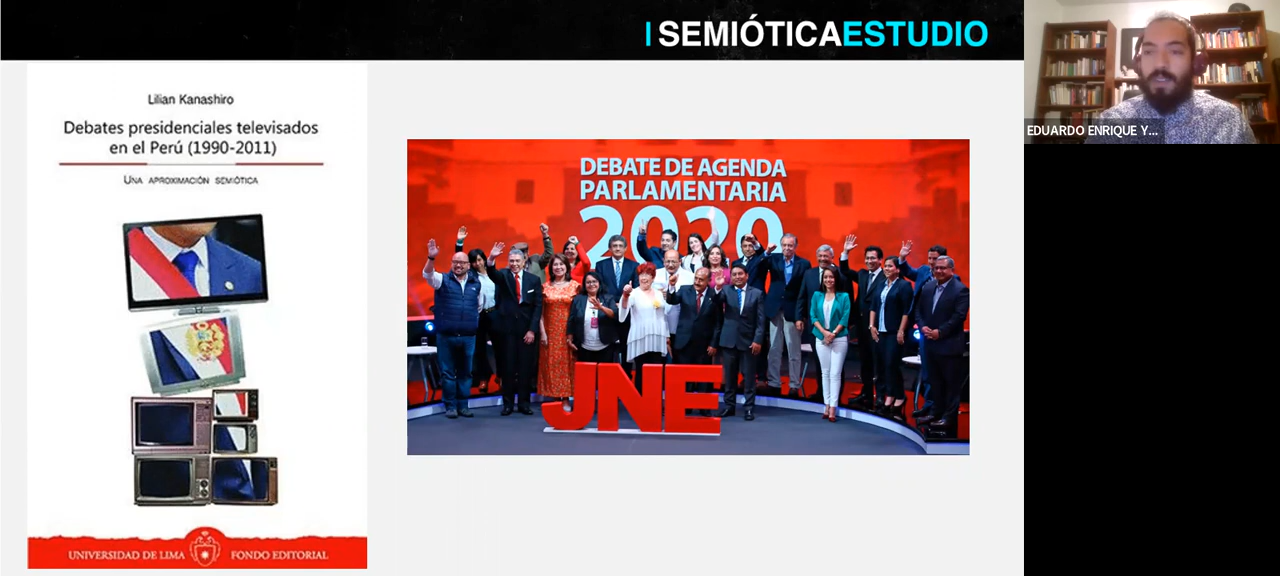 SEMIÓTICAESTUDIO
Lilian Kanashiro
Debates presidenciales televisados
en el Perú (1990-2011)
UNA APROXIMACIÓN SEMIÓTICA
UNIVERSIDAD DE LIMA FONDO EDITORIAL
DEBATE DE AGENDA
PARLAMENTARIA
2020
JNE
EDUARDO ENRIQUE Y...